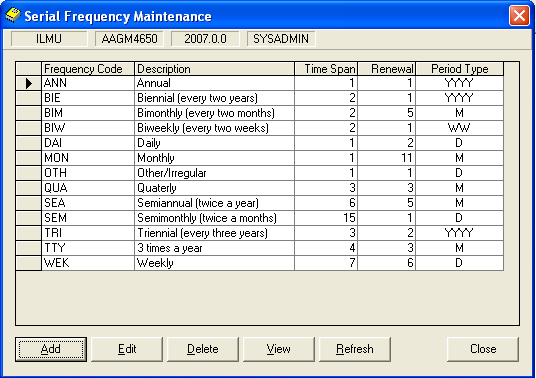 Serial Frequency Maintenance
ILMU AAGM4650 2007.0.0 SYSADMIN
Frequency Code Description Time Span Renewal Period Type
ANN Annual 1 1 YYYY
BIE Biennial (every two years) 2 1 YYYY
BIM Bimonthly (every two months) 2 5 M
BIW Biweekly (every two weeks) 2 1 WW
DAI Daily 1 2 D
MON Monthly 1 11 M
OTH Other/Irregular 1 1 D
QUA Quaterly 3 3 M
SEA Semiannual (twice a year) 6 5 M
SEM Semimonthly (twice a months) 15 1 D
TRI Triennial (every three years) 3 2 YYYY
TTY 3 times a year 4 3 M
WEK Weekly 7 6 D
Add Edit Delete View Refresh Close